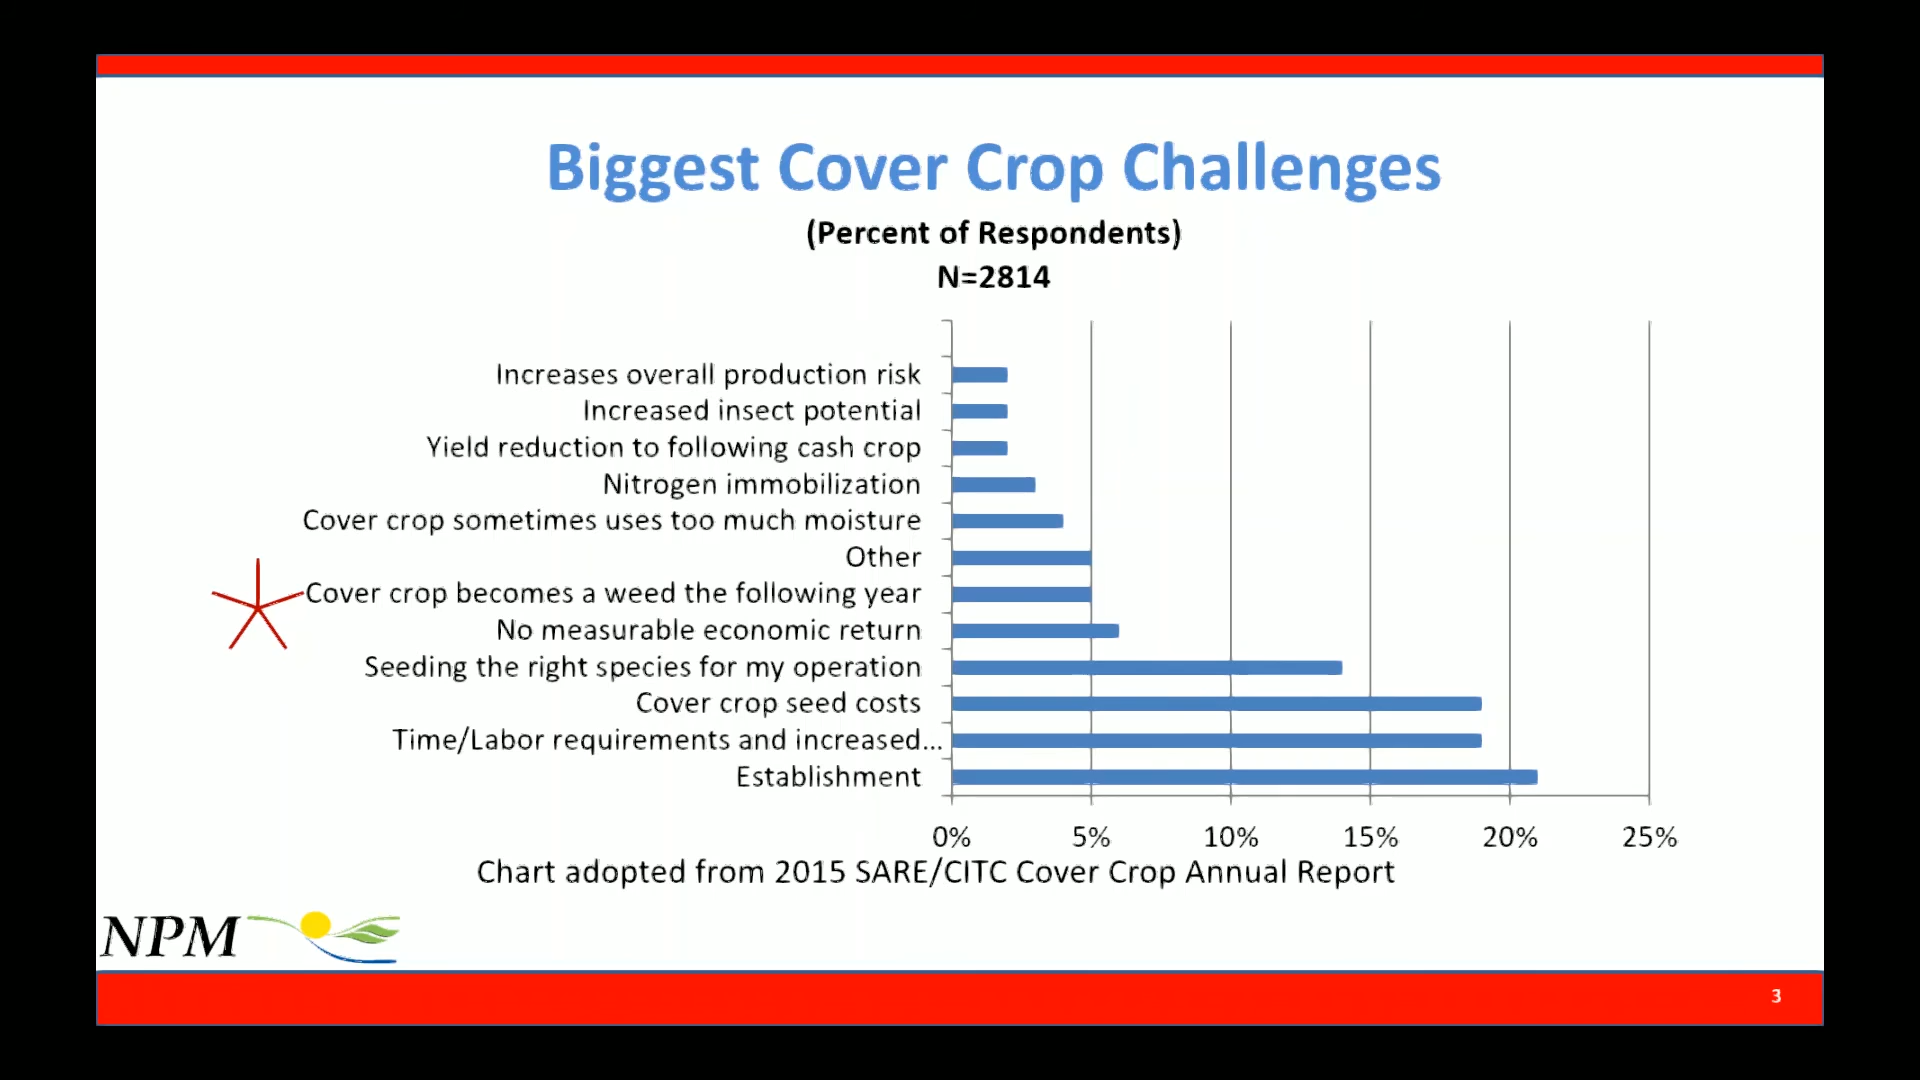 Biggest Cover Crop Challenges
(Percent of Respondents)
N=2814
Increases overall production risk
Increased insect potential
Yield reduction to following cash crop
Nitrogen immobilization
Cover crop sometimes uses too much moisture
Other
Cover crop becomes a weed the following year
No measurable economic return
Seeding the right species for my operation
Cover crop seed costs
Time/Labor requirements and increased...
Establishment
0% 5% 10% 15% 20% 25%
Chart adopted from 2015 SARE/CITC Cover Crop Annual Report
NPM
3